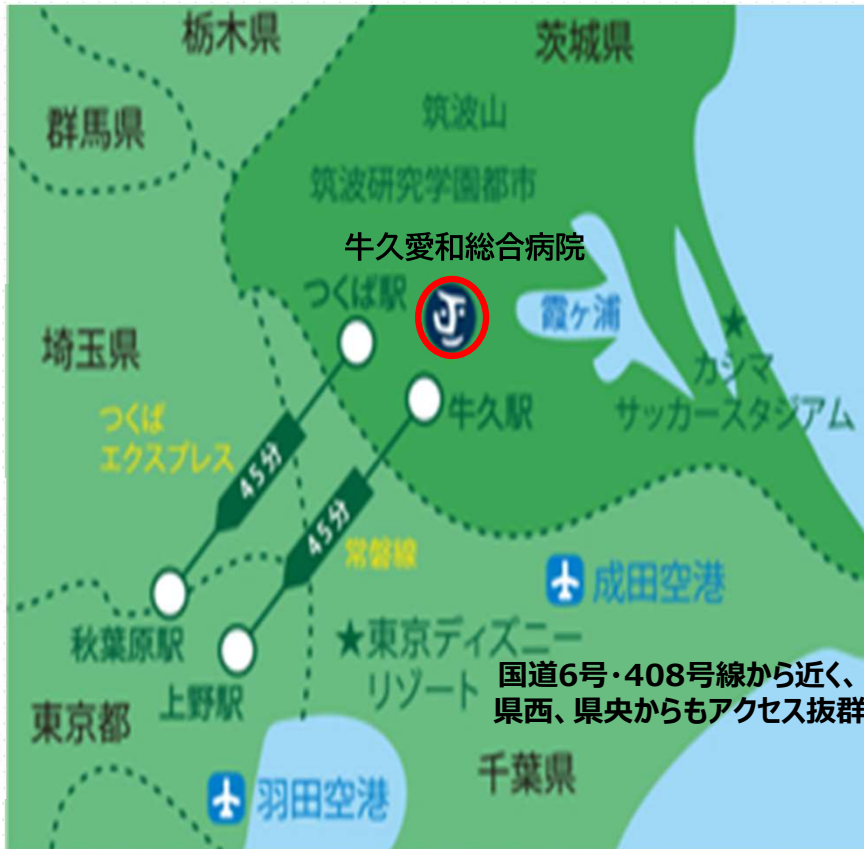 栃木県
茨城県
群馬県
筑波山
筑波研究学園都市
牛久愛和総合病院
つくば駅
霞ヶ浦
埼玉県
カシマ
サッカースタジアム
牛久駅
つくば
エクスプレス
45分
45分
常磐線
成田空港
秋葉原駅
★東京ディズニー
リゾート
国道6号・408号線から近く、
県西、県央からもアクセス抜群
上野駅
東京都
千葉県
羽田空港